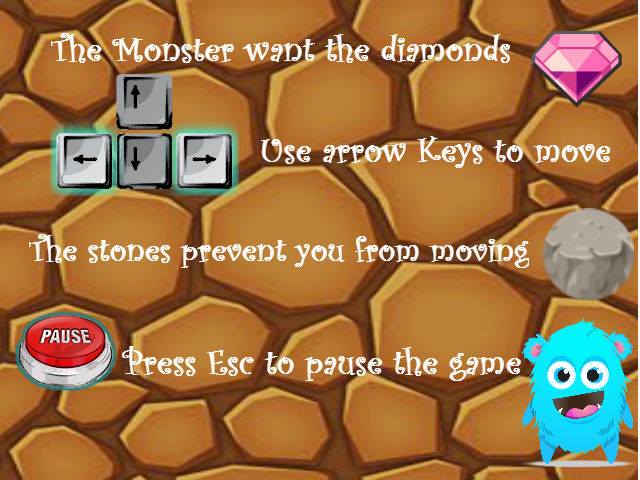 The Monster want the diamonds
↑
← ↓ →
Use arrow Keys to move
The stones prevent you from moving
PAUSE
Press Esc to pause the game